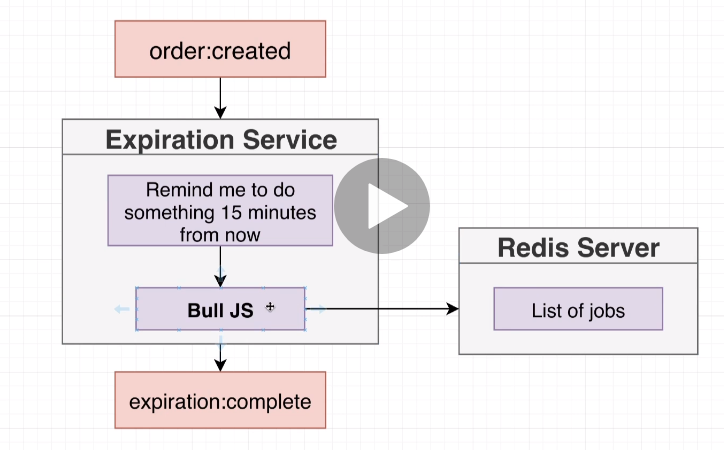 order:created
Expiration Service
Remind me to do
something 15 minutes
from now
Redis Server
Bull JS
List of jobs
expiration:complete